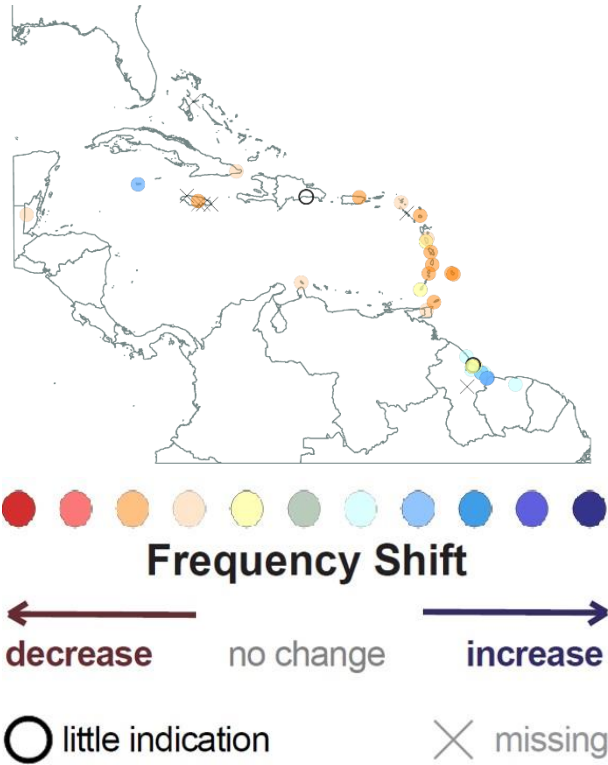 Frequency Shift
decrease no change increase
little indication missing